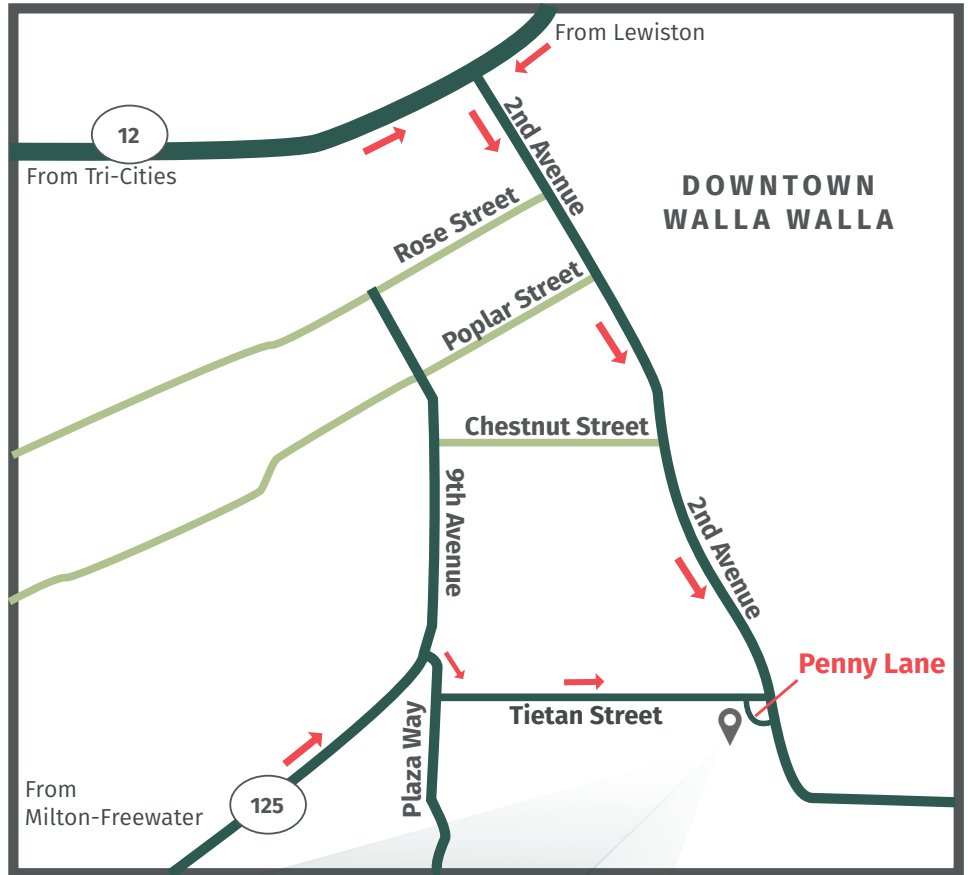 From Lewiston
12
From Tri-Cities
2nd Avenue
DOWNTOWN
WALLA WALLA
Rose Street
Poplar Street
Chestnut Street
9th Avenue
2nd Avenue
Penny Lane
Tietan Street
Plaza Way
From
Milton-Freewater
125